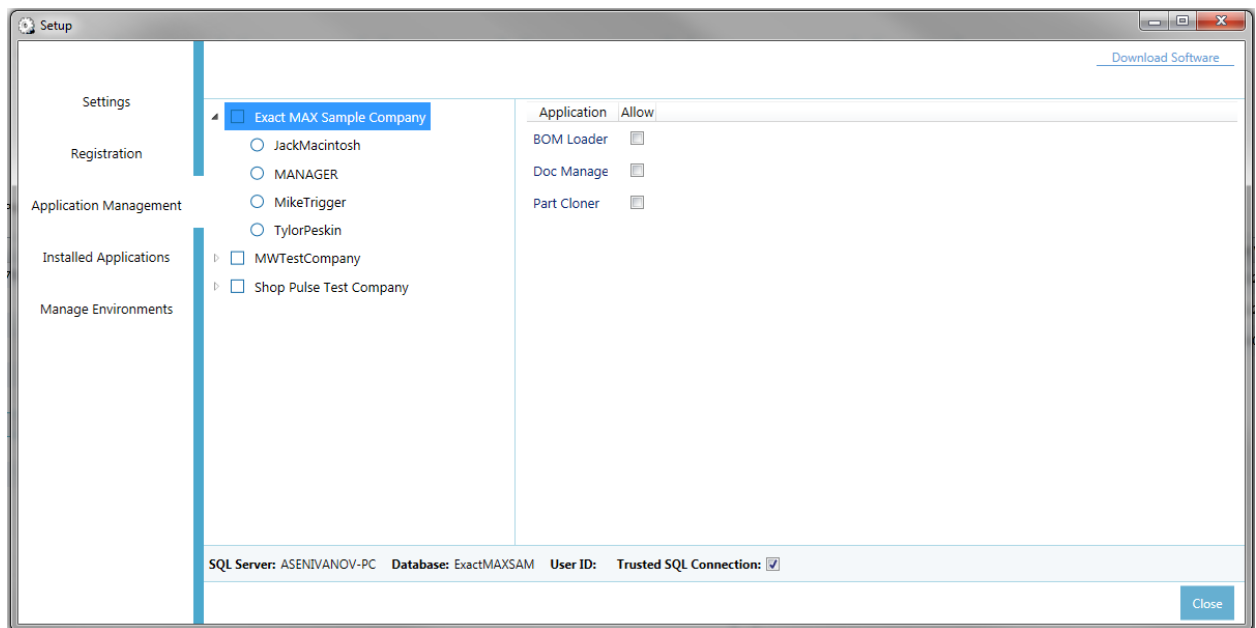 Setup
Download Software
Settings
Registration
Application Management
Installed Applications
Manage Environments
Exact MAX Sample Company
JackMacintosh
MANAGER
MikeTrigger
TylorPeskin
MWTestCompany
Shop Pulse Test Company
Application Allow
BOM Loader
Doc Manage
Part Cloner
SQL Server: ASENIVANOV-PC Database: ExactMAXSAM User ID: Trusted SQL Connection:
Close